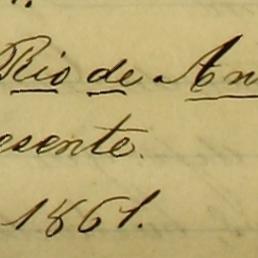 Rio de An
esente.
1861.